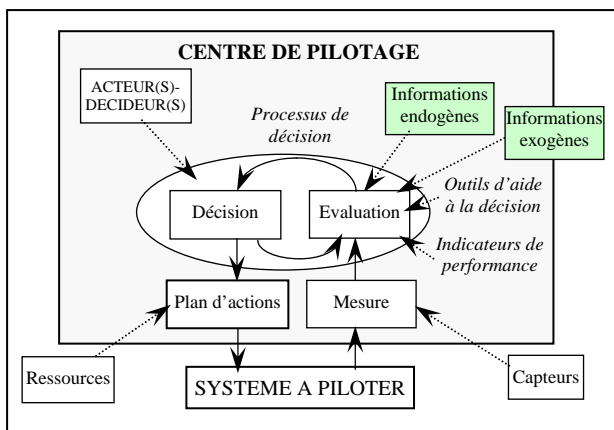 CENTRE DE PILOTAGE
ACTEUR(S)-
DECIDEUR(S)
Processus de
décision
Informations
endogènes
Informations
exogènes
Outils d’aide
à la décision
Décision
Evaluation
Indicateurs de
performance
Plan d’actions
Mesure
Ressources
SYSTEME A PILOTER
Capteurs